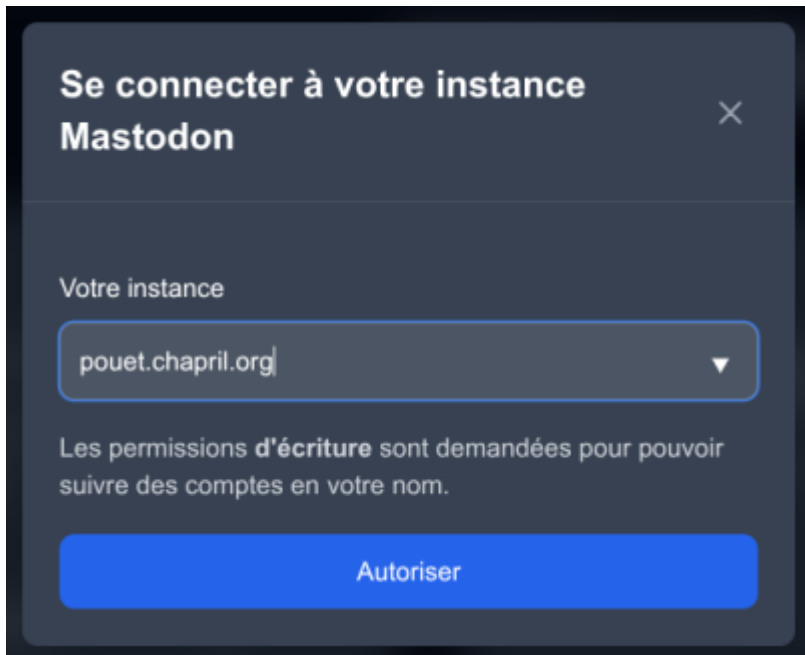 Se connecter à votre instance
Mastodon
Votre instance
pouet.chapril.org
Les permissions d'écriture sont demandées pour pouvoir
suivre des comptes en votre nom.
Autoriser